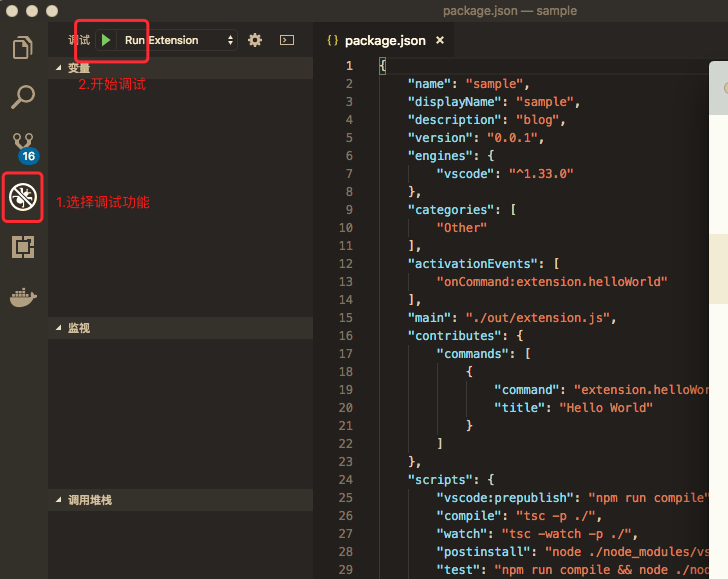 package.json — sample
调试 Run Extension
变量
2.开始调试
16
1.选择调试功能
监视
调用堆栈
{} package.json ×
1 {
2 "name": "sample",
3 "displayName": "sample",
4 "description": "blog",
5 "version": "0.0.1",
6 "engines": {
7 "vscode": "^1.33.0"
8 },
9 "categories": [
10 "Other"
11 ],
12 "activationEvents": [
13 "onCommand:extension.helloWorld"
14 ],
15 "main": "./out/extension.js",
16 "contributes": {
17 "commands": [
18 {
19 "command": "extension.helloWor
20 "title": "Hello World"
21 }
22 ]
23 },
24 "scripts": {
25 "vscode:prepublish": "npm run compile"
26 "compile": "tsc -p ./",
27 "watch": "tsc -watch -p ./",
28 "postinstall": "node ./node_modules/vs
29 "test": "npm run compile && node ./noc